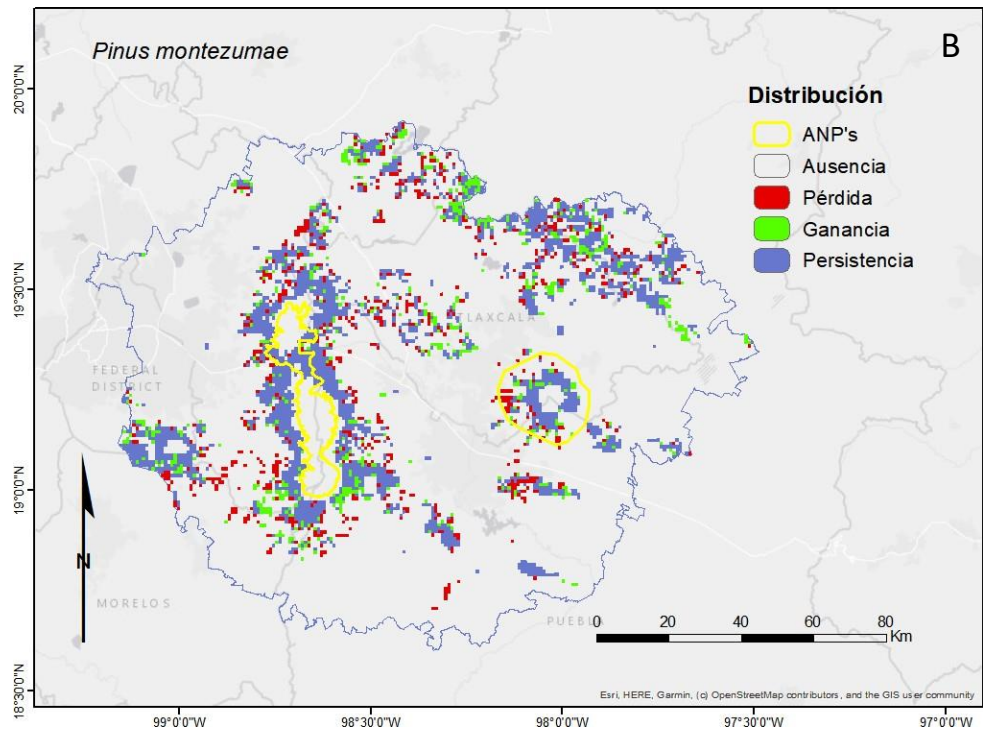 Pinus montezumae
B
Distribución
ANP's
Ausencia
Pérdida
Ganancia
Persistencia
20°0'0"N
19°30'0"N
19°0'0"N
18°30'0"N
TLAXCALA
FEDERAL
DISTRICT
N
MORELOS
PUEBLA
0 20 40 60 80
Km
Esri, HERE, Garmin, (c) OpenStreetMap contributors, and the GIS user community
99°0'0"W 98°30'0"W 98°0'0"W 97°30'0"W 97°0'0"W